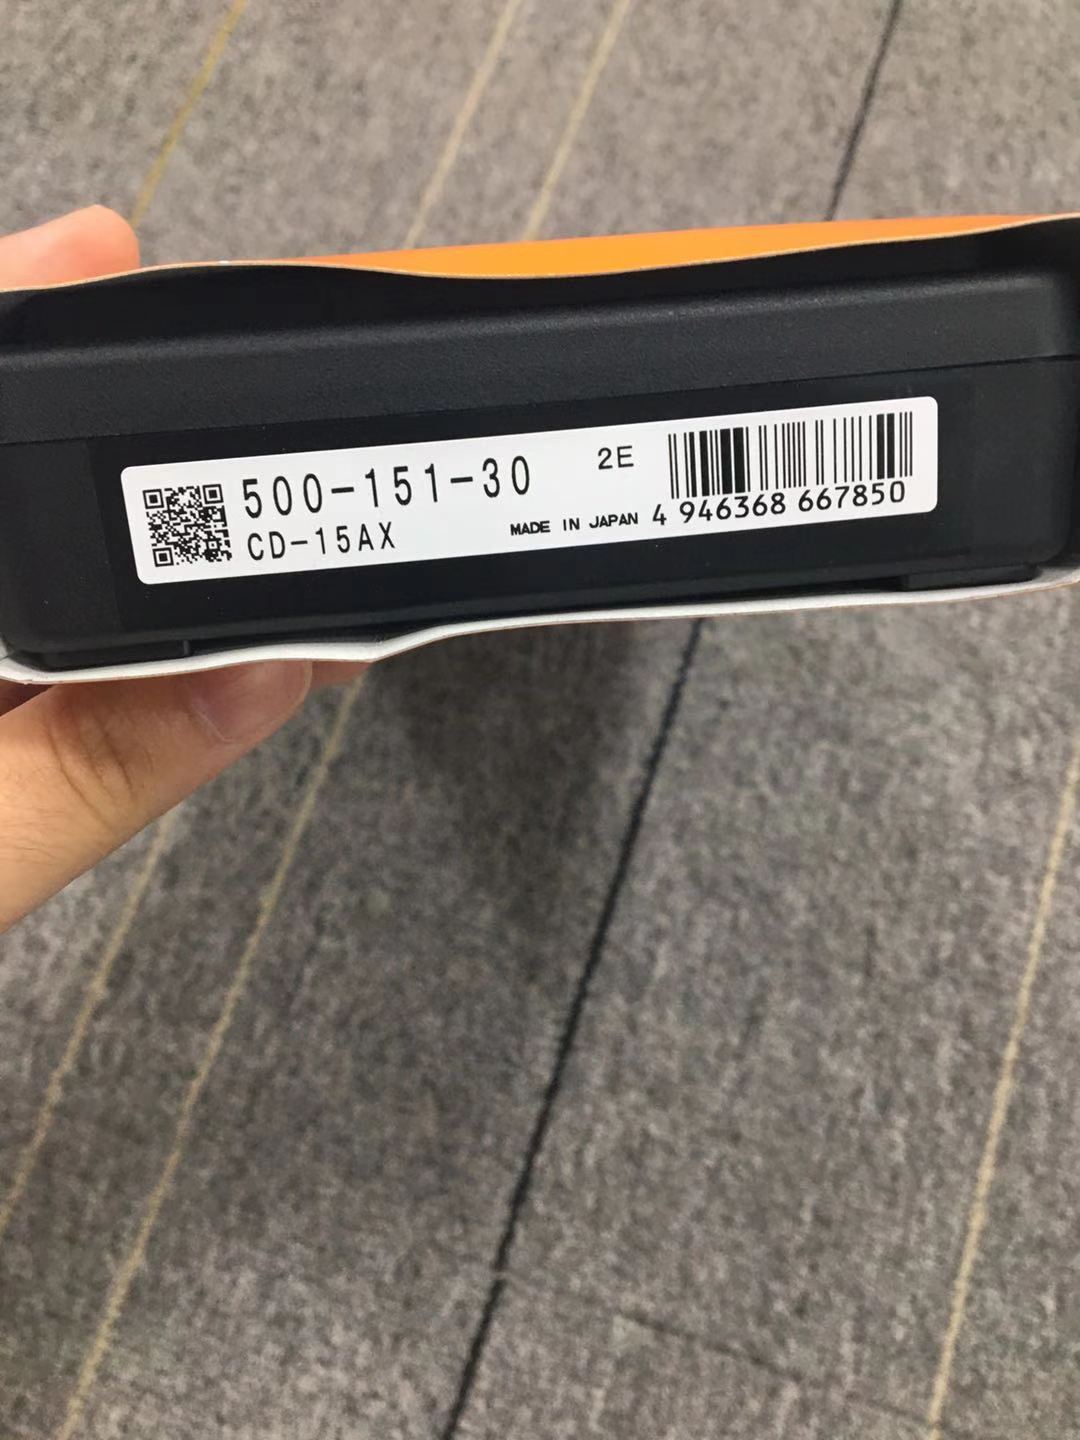 500-151-30
2E
CD-15AX
MADE IN JAPAN
4 946368 667850